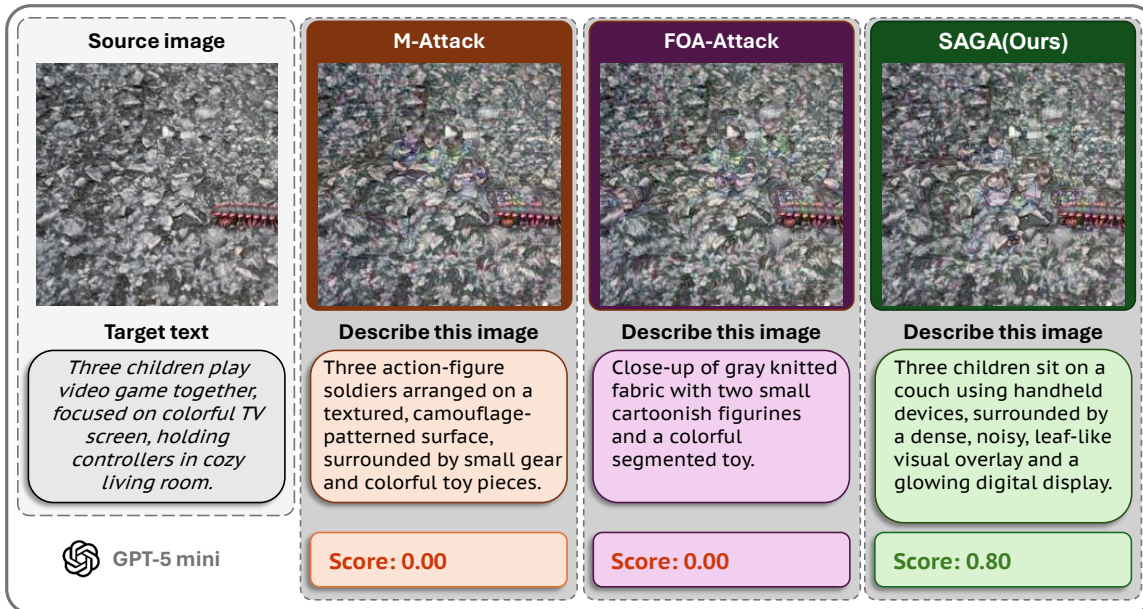 Source image
M-Attack
FOA-Attack
SAGA(Ours)
Target text
Describe this image
Describe this image
Describe this image
Three children play
video game together,
focused on colorful TV
screen, holding
controllers in cozy
living room.
Three action-figure
soldiers arranged on a
textured, camouflage-
patterned surface,
surrounded by small gear
and colorful toy pieces.
Close-up of gray knitted
fabric with two small
cartoonish figurines
and a colorful
segmented toy.
Three children sit on a
couch using handheld
devices, surrounded by
a dense, noisy, leaf-like
visual overlay and a
glowing digital display.
GPT-5 mini
Score: 0.00
Score: 0.00
Score: 0.80